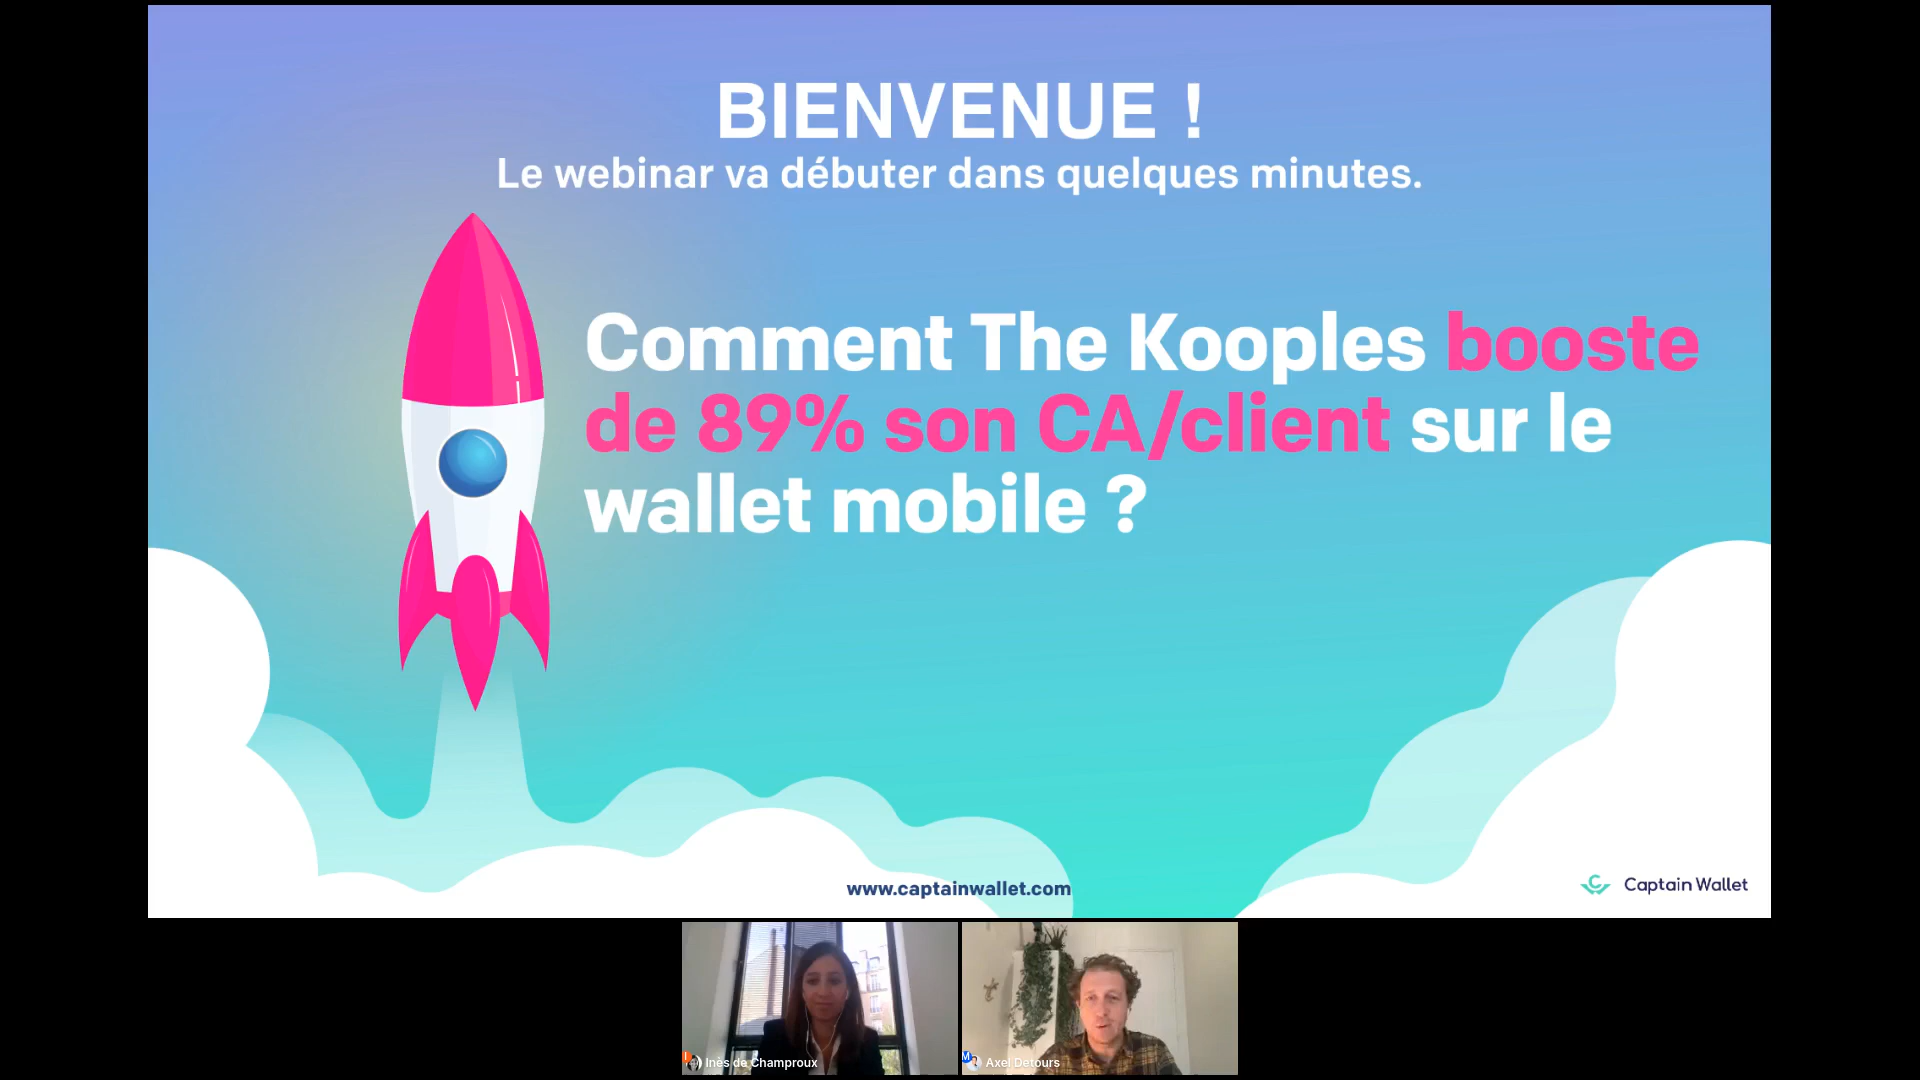 BIENVENUE !
Le webinar va débuter dans quelques minutes.
Comment The Kooples booste
de 89% son CA/client sur le
wallet mobile ?
www.captainwallet.com
Captain Wallet
Inès de Champroux
Axel Detours